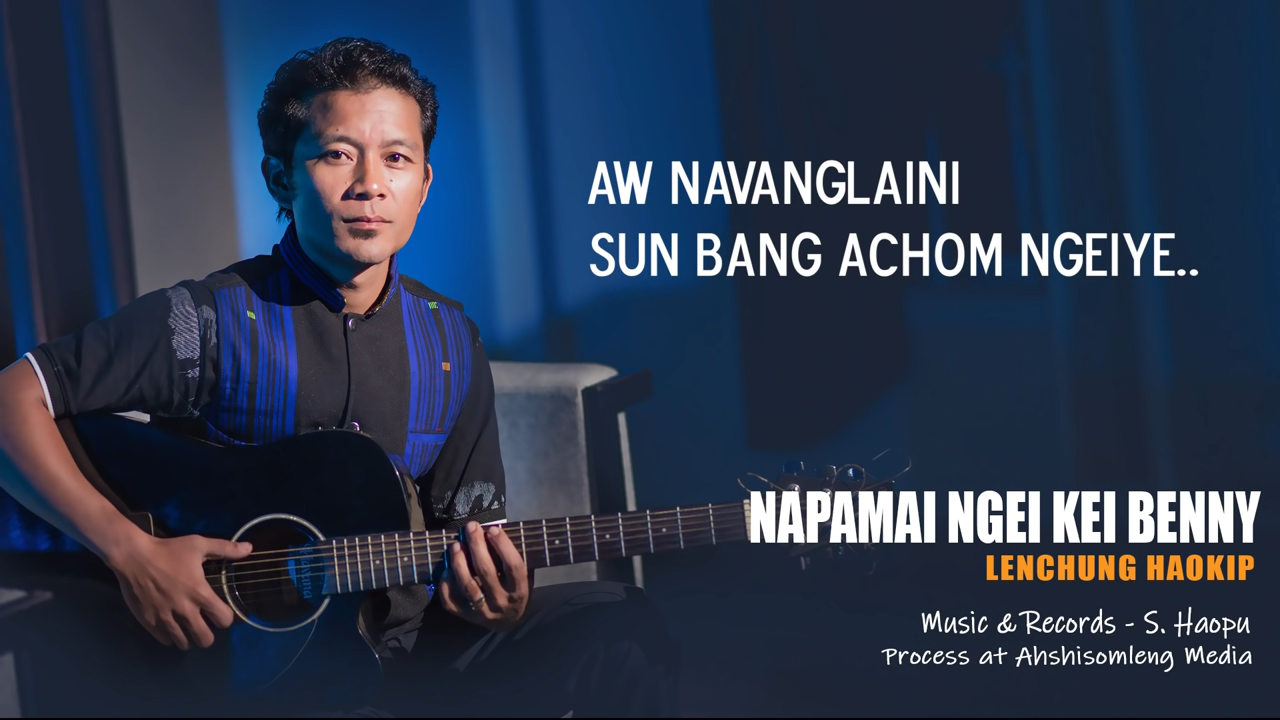 AW NAVANGLAINI
SUN BANG ACHOM NGEIYE..
NAPAMAI NGEI KEI BENNY
LENCHUNG HAOKIP
Music & Records - S. Haopu
Process at Ahshisomleng Media